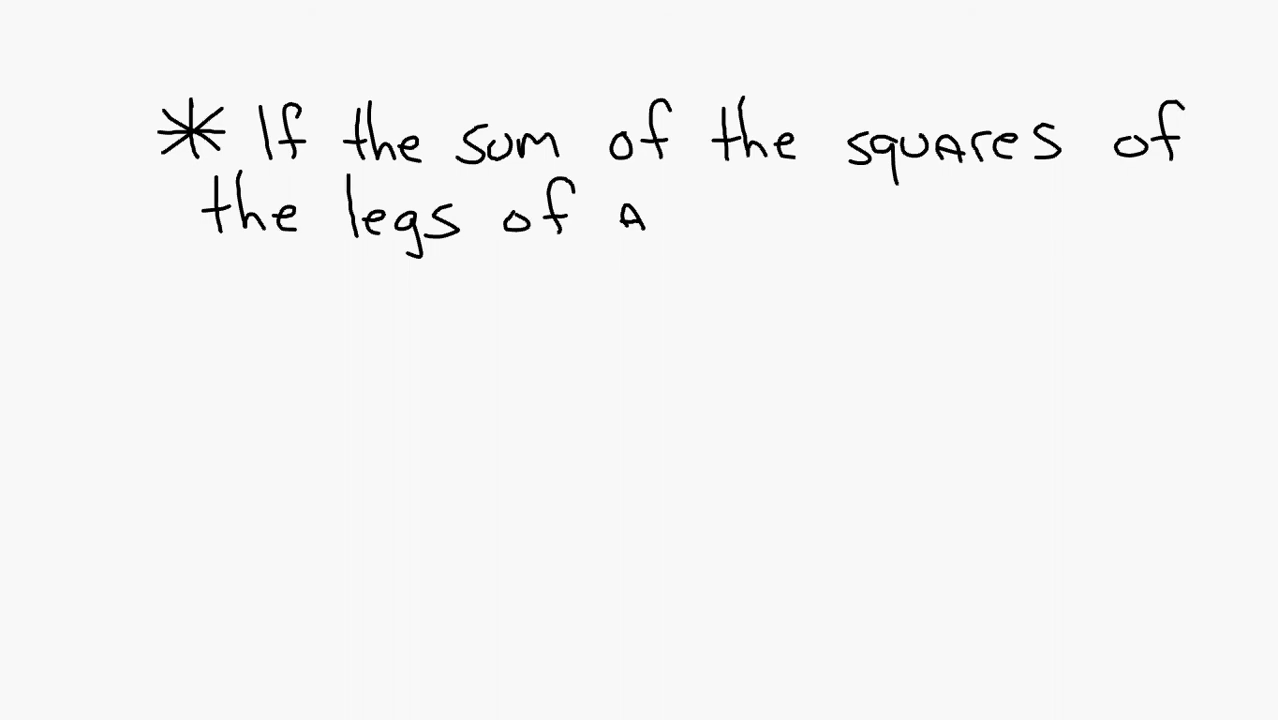 * If the sum of the squares of
the legs of a